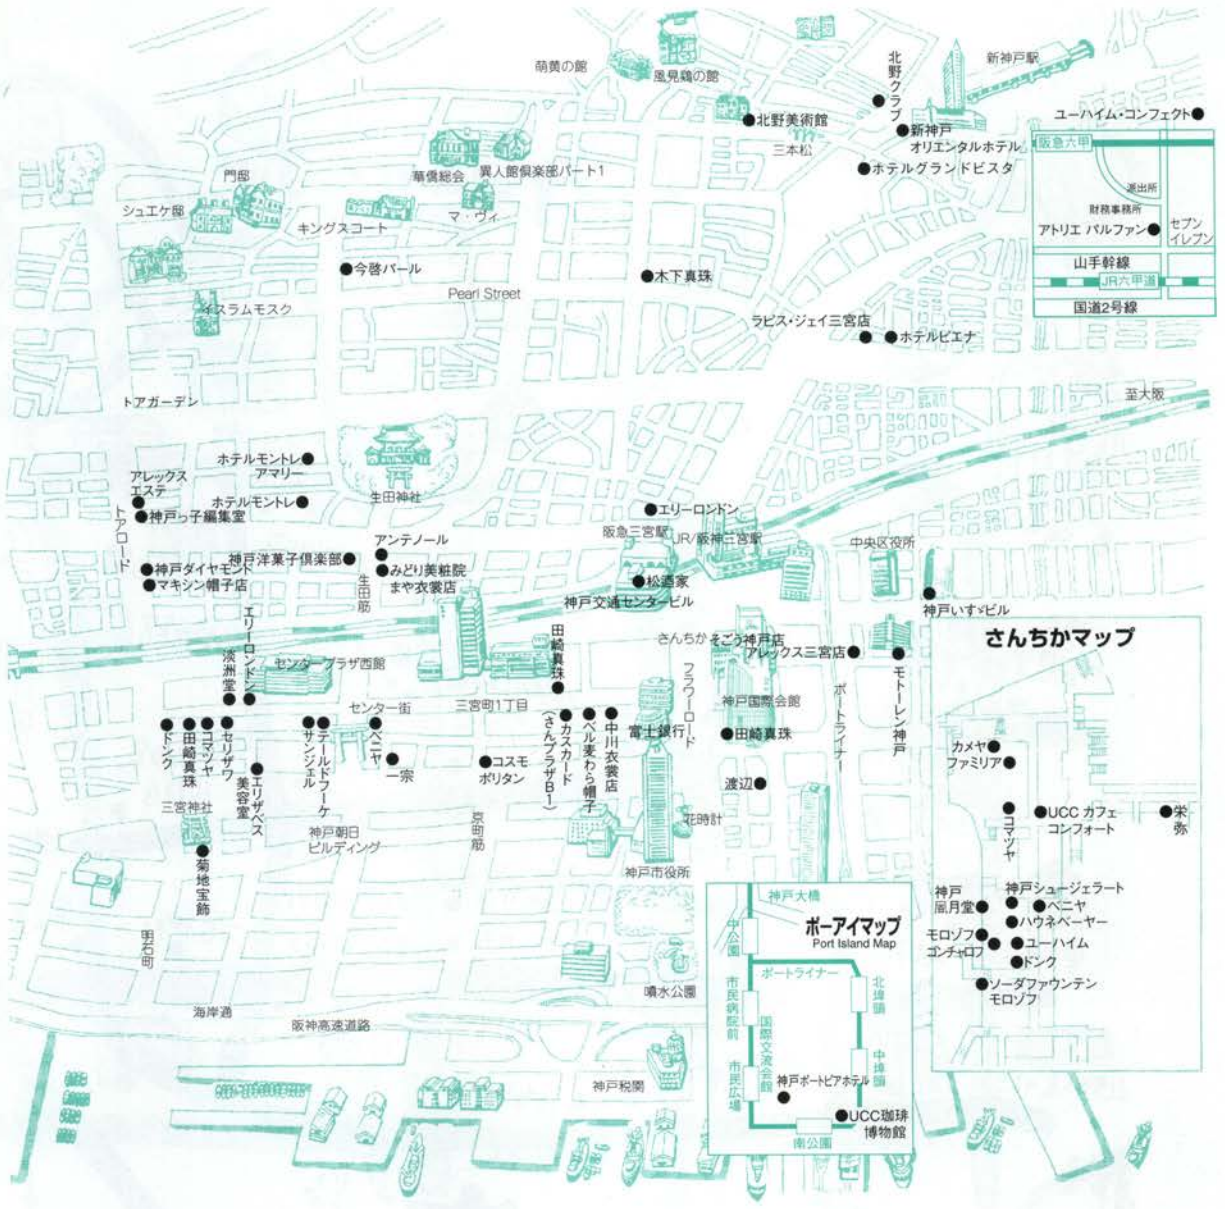 萌黄の館
風見鶏の館
北野クラブ
新神戸駅
北野美術館
三本松
新神戸
オリエンタルホテル
ホテルグランドビスタ
ユーハイム・コンフェクト
阪急六甲
派出所
財務事務所
アトリエ パルファン
セブン
イレブン
山手幹線
JR六甲道
国道2号線
門邸
シュエケ邸
華僑総会
異人館倶楽部パート1
キングスコート
マ・ヴィ
今啓パール
木下真珠
Pearl Street
イスラムモスク
ラピス・ジェイ三宮店
ホテルピエナ
トアガーデン
至大阪
ホテルモントレ
アマリー
アレックス
エステ
ホテルモントレ
神戸っ子編集室
トアロード
生田神社
エリーロンドン
阪急三宮駅
JR/阪神三宮駅
中央区役所
アンテノール
神戸洋菓子倶楽部
神戸ダイヤモンド
マキシン帽子店
生田筋
みどり美粧院
まや衣裳店
松酒家
神戸交通センタービル
神戸いすゞビル
エリーロンドン
淡洲堂
センタープラザ西館
田崎真珠
さんちか
そごう神戸店
アレックス三宮店
モトーレン神戸
フラワーロード
神戸国際会館
ポートライナー
センター街
三宮町1丁目
富士銀行
田崎真珠
ドンク
田崎真珠
コマツヤ
セリザワ
エリザベス
美容室
サンジェル
テールドフーケ
ベニヤ
一宗
コスモ
ポリタン
カスカード
(さんプラザB1)
ベル麦わら帽子
中川衣裳店
渡辺
三宮神社
菊地宝飾
神戸朝日
ビルディング
京町筋
花時計
神戸市役所
明石町
海岸通
阪神高速道路
噴水公園
神戸税関
さんちかマップ
カメヤ
ファミリア
コマツヤ
UCC カフェ
コンフォート
栄弥
神戸
凮月堂
神戸シュージェラート
ベニヤ
ハウネベーヤー
モロゾフ
ゴンチャロフ
ユーハイム
ドンク
ソーダファウンテン
モロゾフ
神戸大橋
ポーアイマップ
Port Island Map
中公園
ポートライナー
市民病院前
北埠頭
国際交流会館
市民広場
中埠頭
神戸ポートピアホテル
UCC珈琲
博物館
南公園